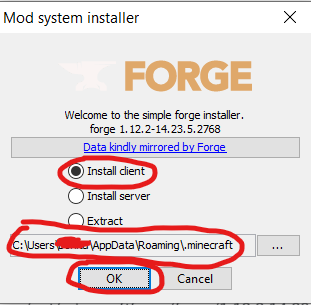 Mod system installer
FORGE
Welcome to the simple forge installer.
forge 1.12.2-14.23.5.2768
Data kindly mirrored by Forge
Install client
Install server
Extract
C:\Users\ \AppData\Roaming\.minecraft
...
OK Cancel